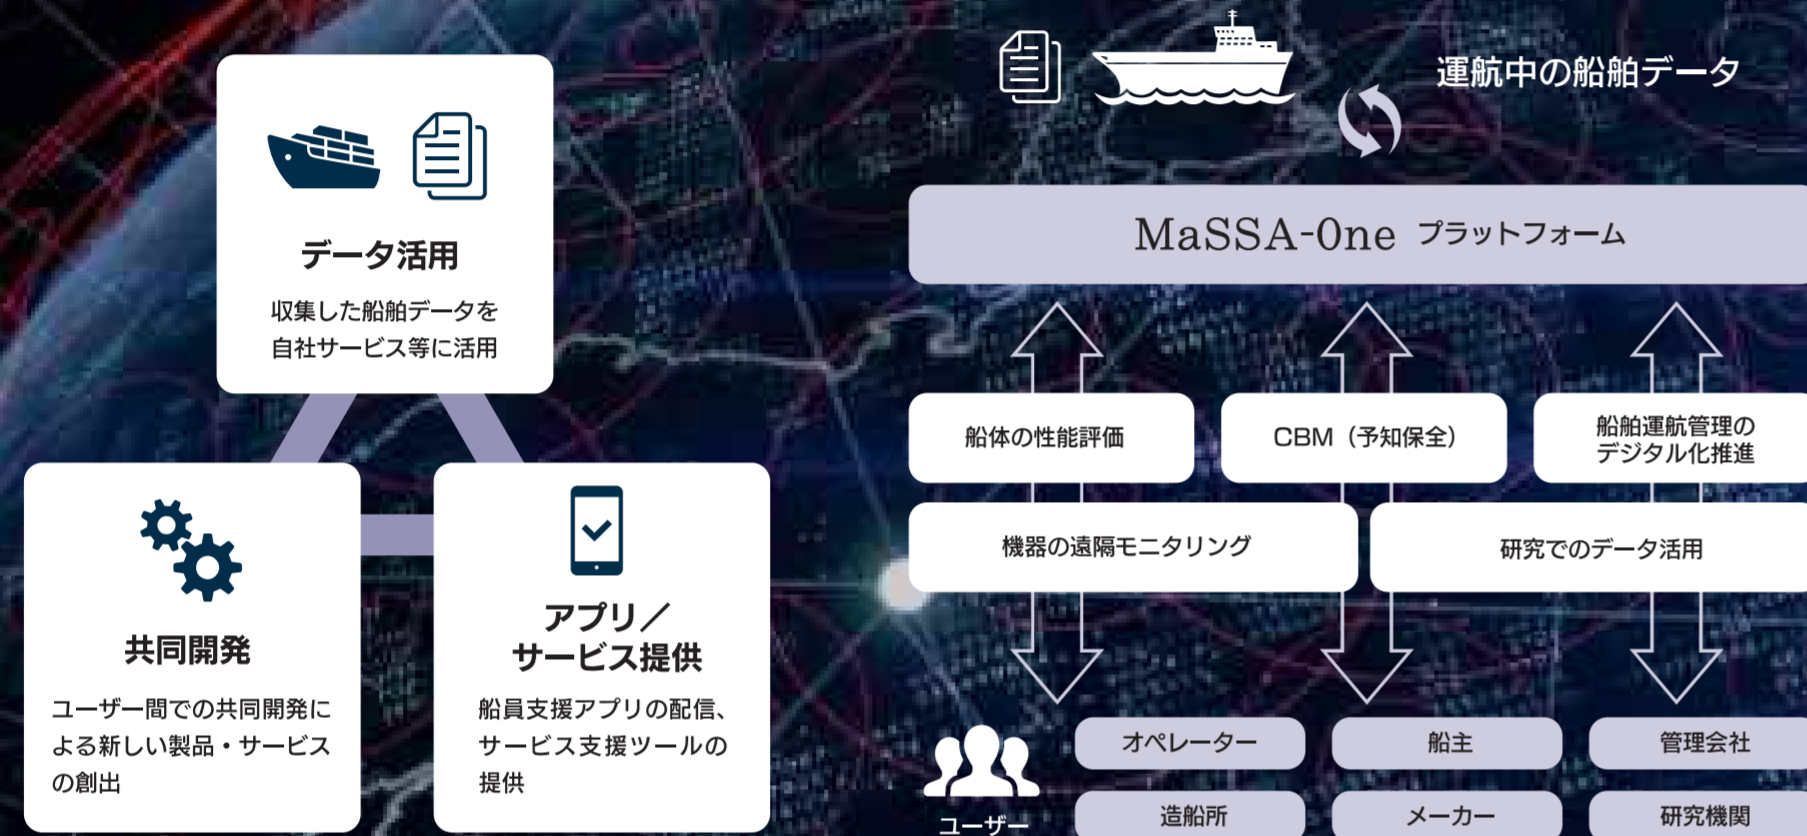 データ活用
収集した船舶データを
自社サービス等に活用
共同開発
ユーザー間での共同開発に
よる新しい製品・サービス
の創出
アプリ／
サービス提供
船員支援アプリの配信、
サービス支援ツールの
提供
運航中の船舶データ
MaSSA-One プラットフォーム
船体の性能評価
CBM（予知保全）
船舶運航管理の
デジタル化推進
機器の遠隔モニタリング
研究でのデータ活用
ユーザー
オペレーター
船主
管理会社
造船所
メーカー
研究機関